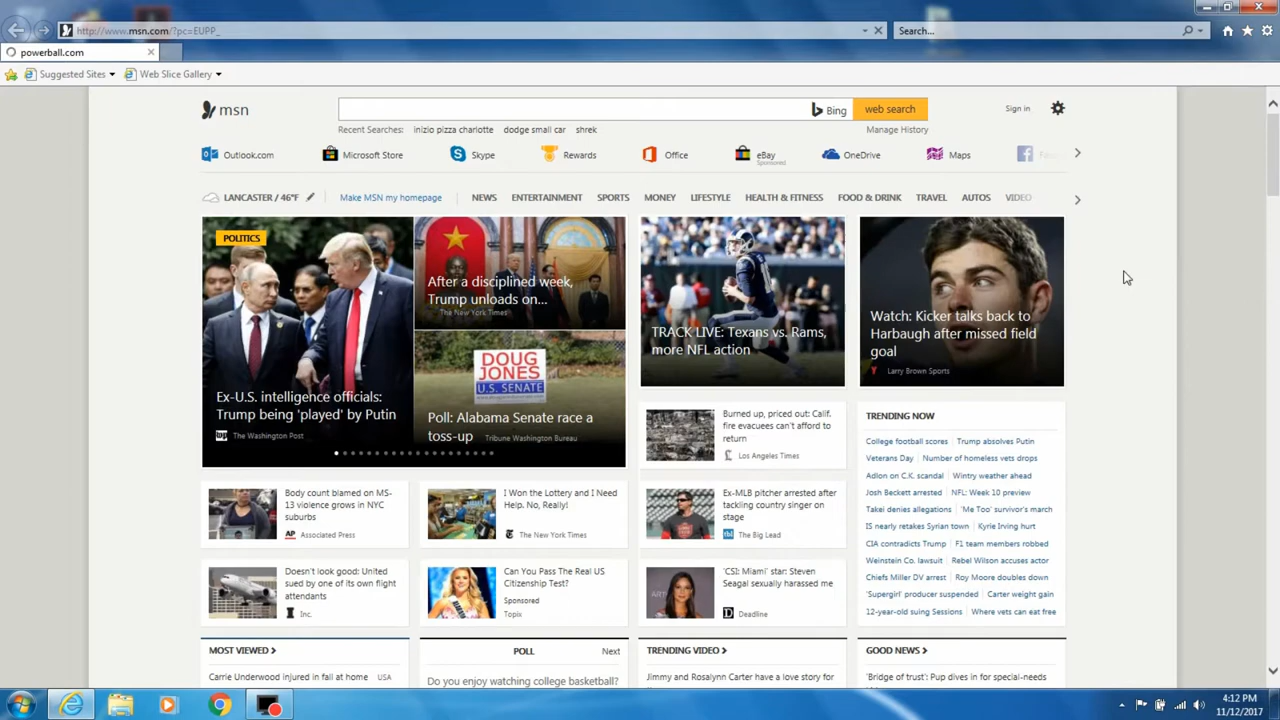 http://www.msn.com/?pc=EUPP_
Search...
powerball.com
Suggested Sites
Web Slice Gallery
msn
Bing
web search
Recent Searches:
inizio pizza charlotte
dodge small car
shrek
Manage History
Sign in
Outlook.com
Microsoft Store
Skype
Rewards
Office
eBay
Sponsored
OneDrive
Maps
LANCASTER / 46°F
Make MSN my homepage
NEWS
ENTERTAINMENT
SPORTS
MONEY
LIFESTYLE
HEALTH & FITNESS
FOOD & DRINK
TRAVEL
AUTOS
VIDEO
POLITICS
Ex-U.S. intelligence officials:
Trump being 'played' by Putin
wp
The Washington Post
After a disciplined week,
Trump unloads on...
The New York Times
DOUG
JONES
U.S. SENATE
Poll: Alabama Senate race a
toss-up
Tribune Washington Bureau
TRACK LIVE: Texans vs. Rams,
more NFL action
Watch: Kicker talks back to
Harbaugh after missed field
goal
Larry Brown Sports
Burned up, priced out: Calif.
fire evacuees can't afford to
return
Los Angeles Times
TRENDING NOW
College football scores
Trump absolves Putin
Veterans Day
Number of homeless vets drops
Adlon on C.K. scandal
Wintry weather ahead
Josh Beckett arrested
NFL: Week 10 preview
Takei denies allegations
'Me Too' survivor's march
IS nearly retakes Syrian town
Kyrie Irving hurt
CIA contradicts Trump
F1 team members robbed
Weinstein Co. lawsuit
Rebel Wilson accuses actor
Chiefs Miller DV arrest
Roy Moore doubles down
'Supergirl' producer suspended
Carter weight gain
12-year-old suing Sessions
Where vets can eat free
Body count blamed on MS-
13 violence grows in NYC
suburbs
AP
Associated Press
I Won the Lottery and I Need
Help. No, Really!
The New York Times
Ex-MLB pitcher arrested after
tackling country singer on
stage
The Big Lead
Doesn't look good: United
sued by one of its own flight
attendants
Inc.
Can You Pass The Real US
Citizenship Test?
Sponsored
Topix
'CSI: Miami' star: Steven
Seagal sexually harassed me
Deadline
MOST VIEWED
Carrie Underwood injured in fall at home
USA
POLL
Next
Do you enjoy watching college basketball?
TRENDING VIDEO
Jimmy and Rosalynn Carter have a love story for
GOOD NEWS
'Bridge of trust': Pup dives in for special-needs
4:12 PM
11/12/2017